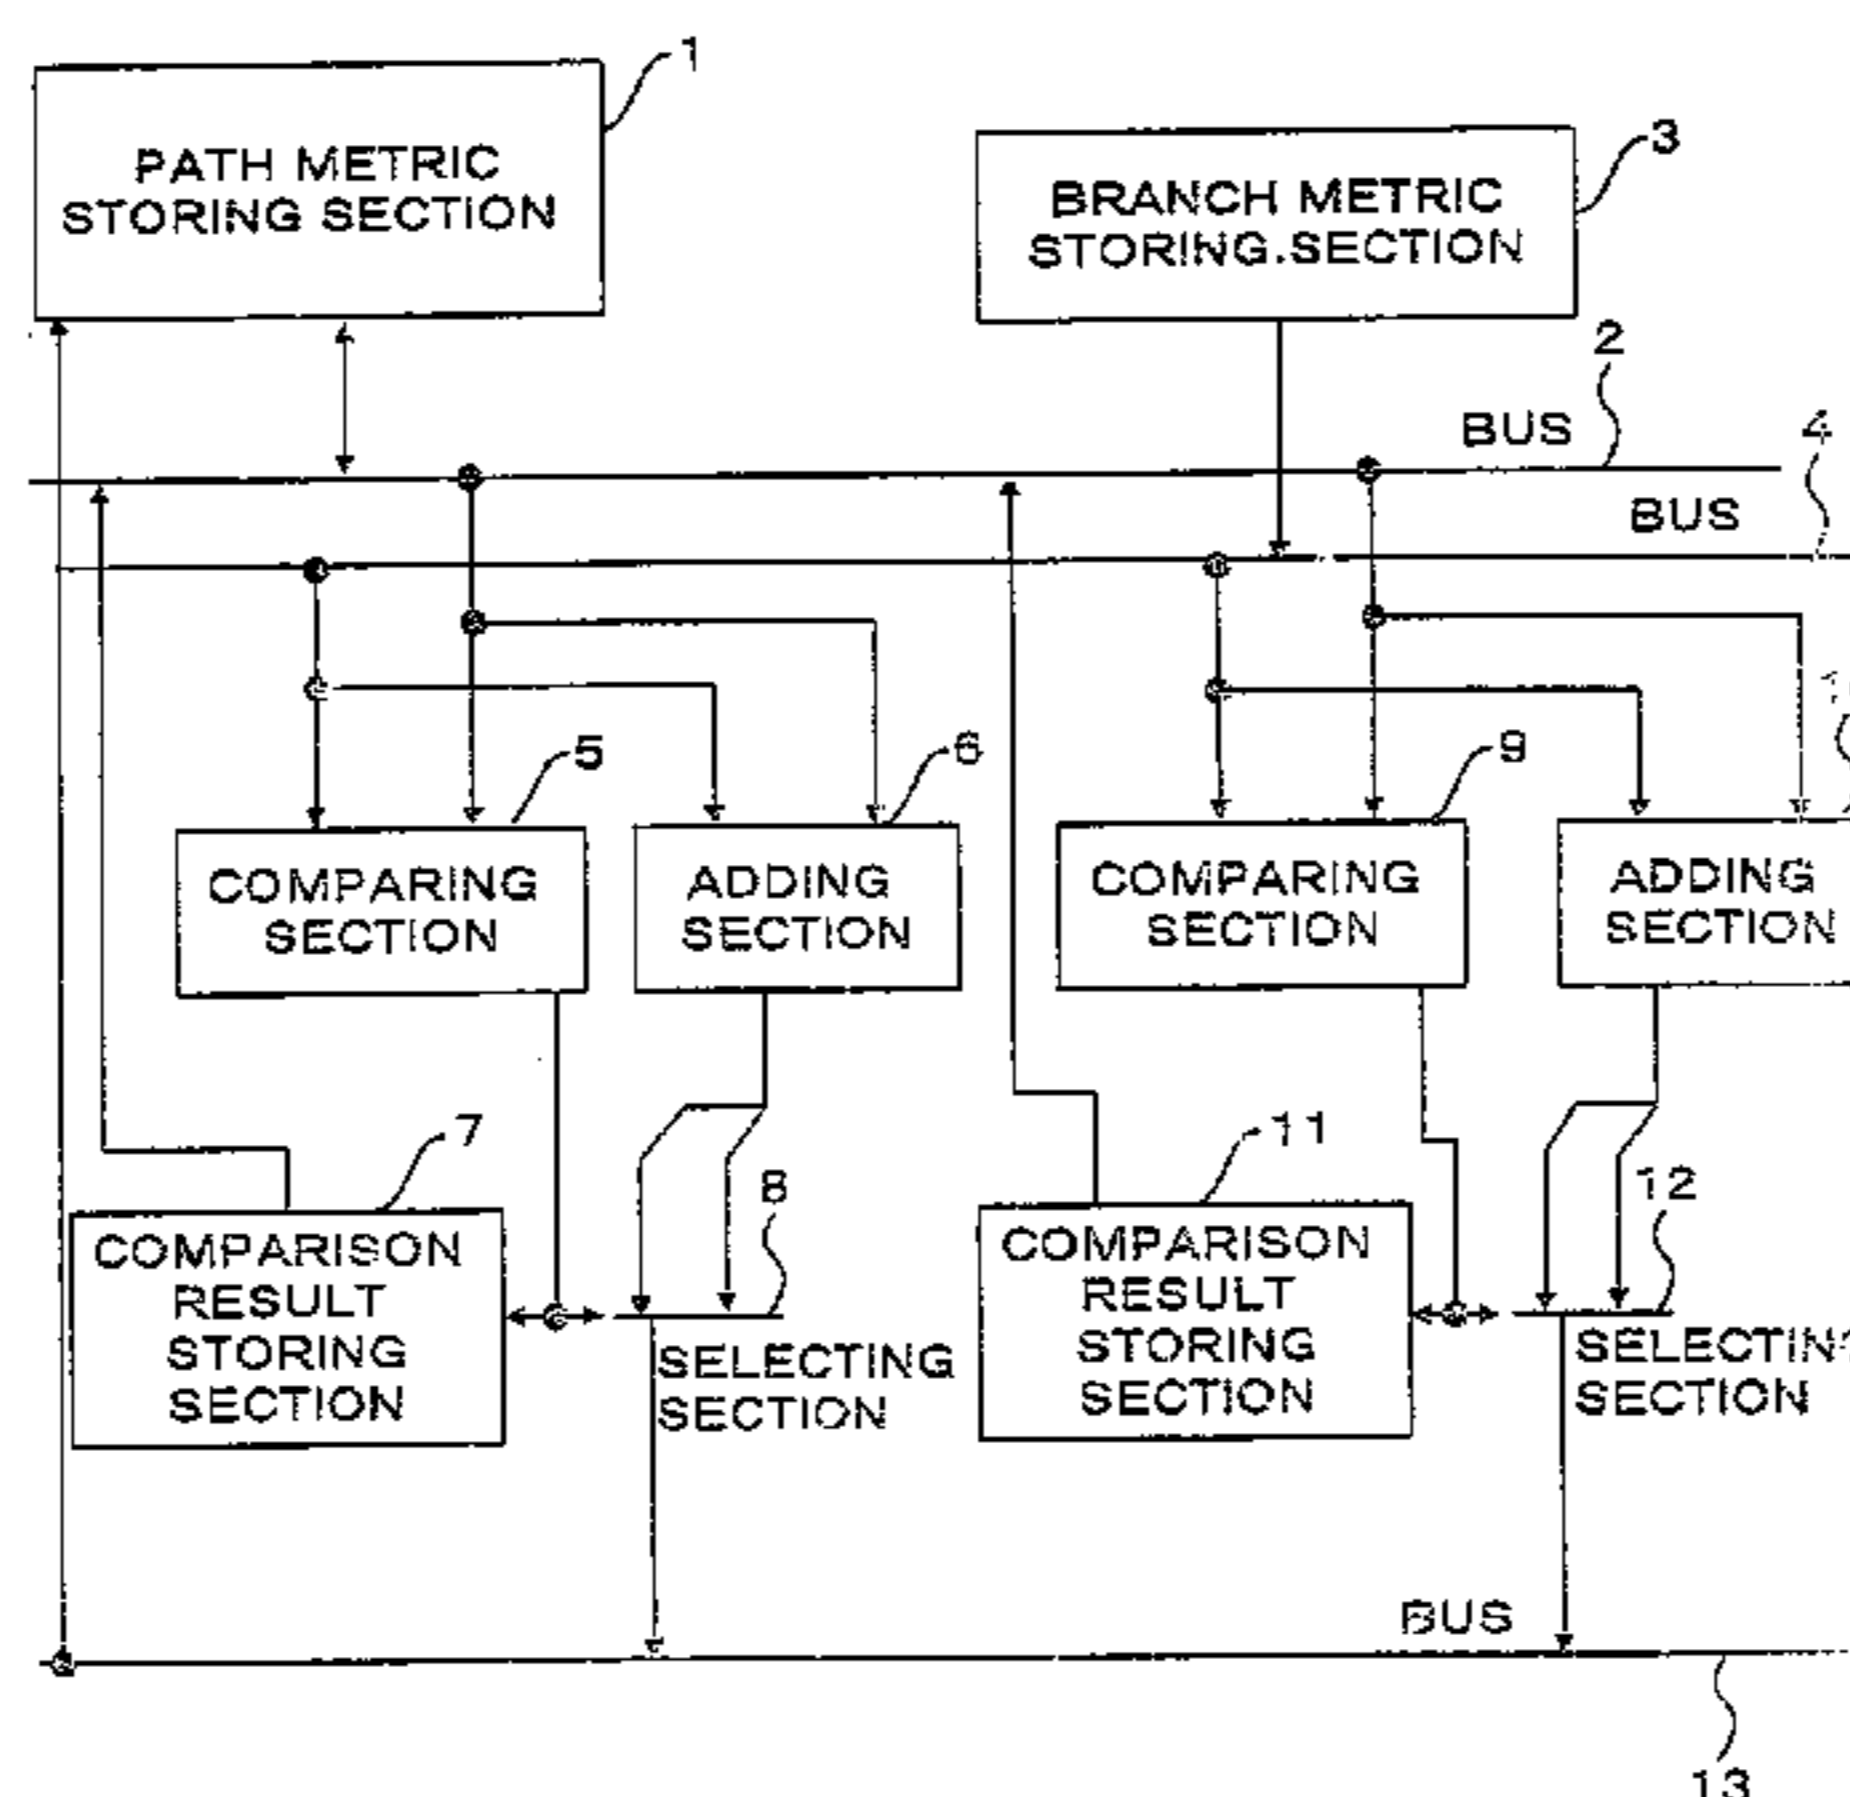 1
PATH METRIC
STORING SECTION
3
BRANCH METRIC
STORING.SECTION
2
BUS
4
BUS
5
COMPARING
SECTION
6
ADDING
SECTION
9
COMPARING
SECTION
ADDING
SECTION
7
COMPARISON
RESULT
STORING
SECTION
8
SELECTING
SECTION
11
COMPARISON
RESULT
STORING
SECTION
12
SELECTING
SECTION
BUS
13